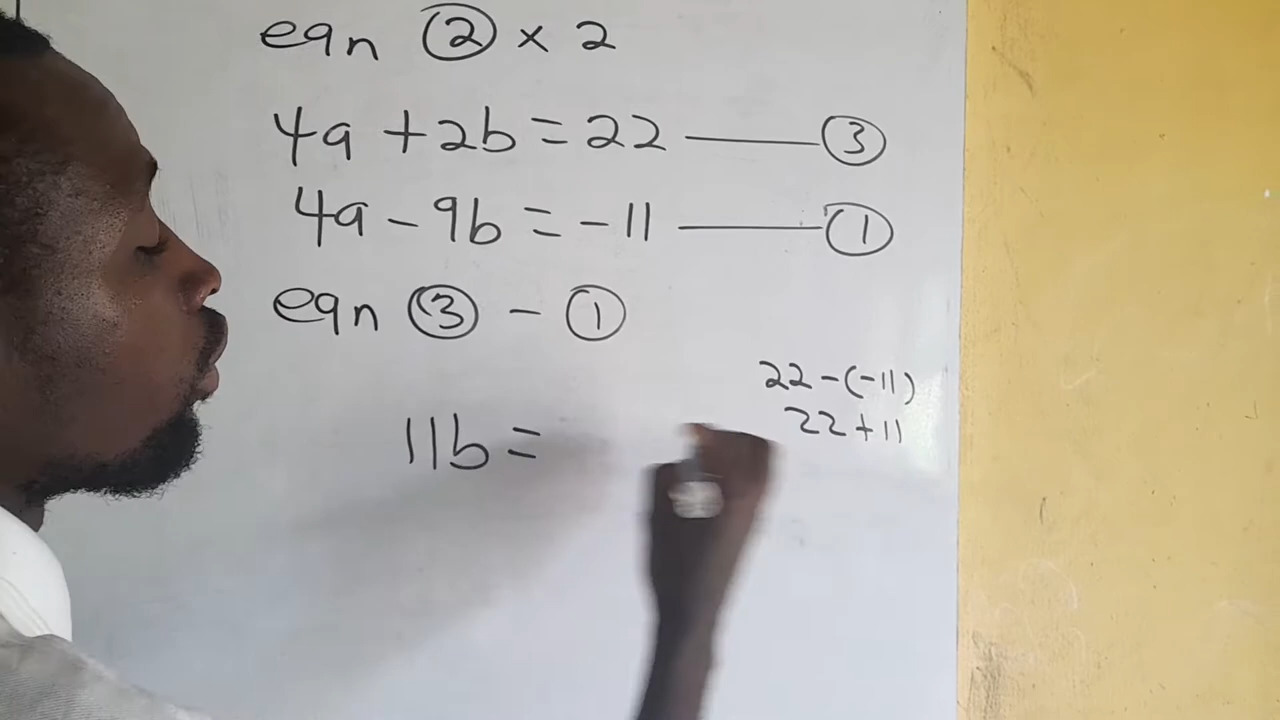 eqn ② × 2
4a + 2b = 22 —— ③
4a - 9b = -11 —— ①
eqn ③ - ①
22 - (-11)
22 + 11
11b =